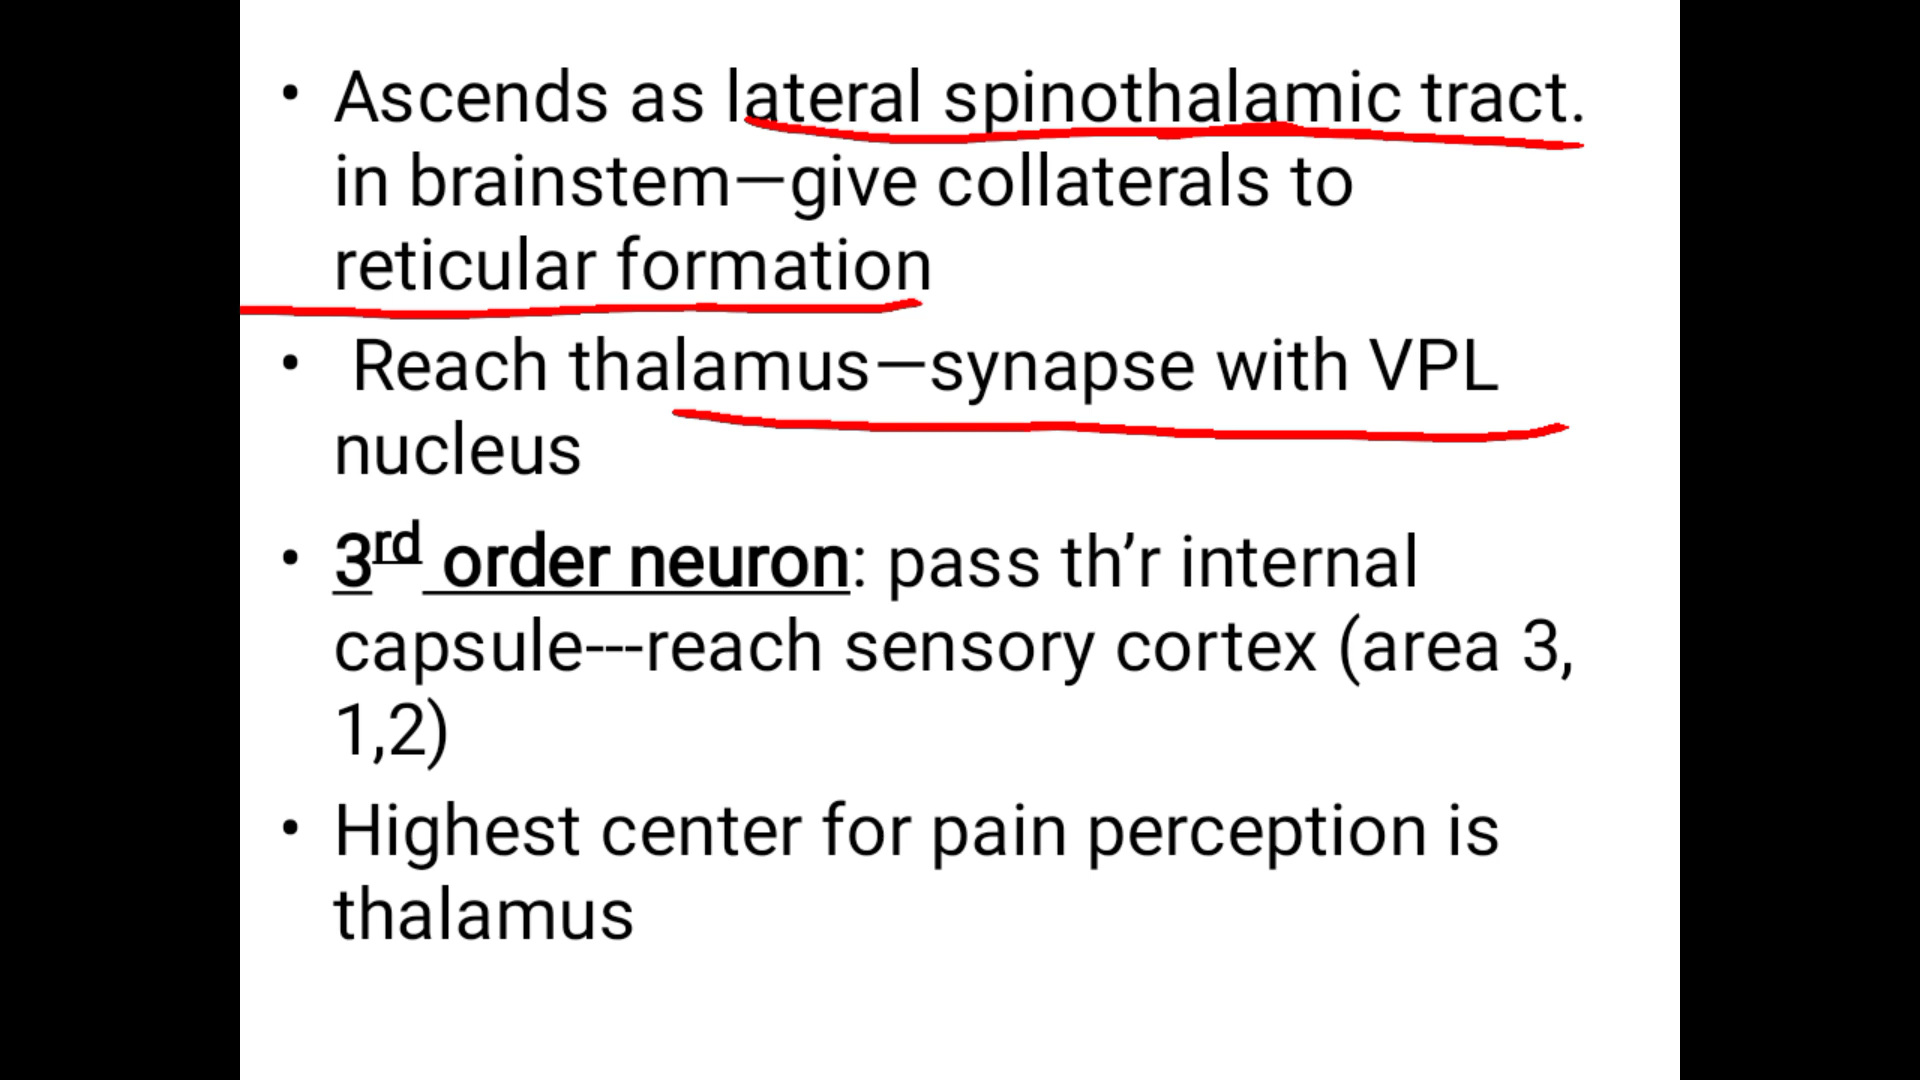 • Ascends as lateral spinothalamic tract.
in brainstem—give collaterals to
reticular formation
• Reach thalamus—synapse with VPL
nucleus
• 3rd order neuron: pass th’r internal
capsule---reach sensory cortex (area 3,
1,2)
• Highest center for pain perception is
thalamus